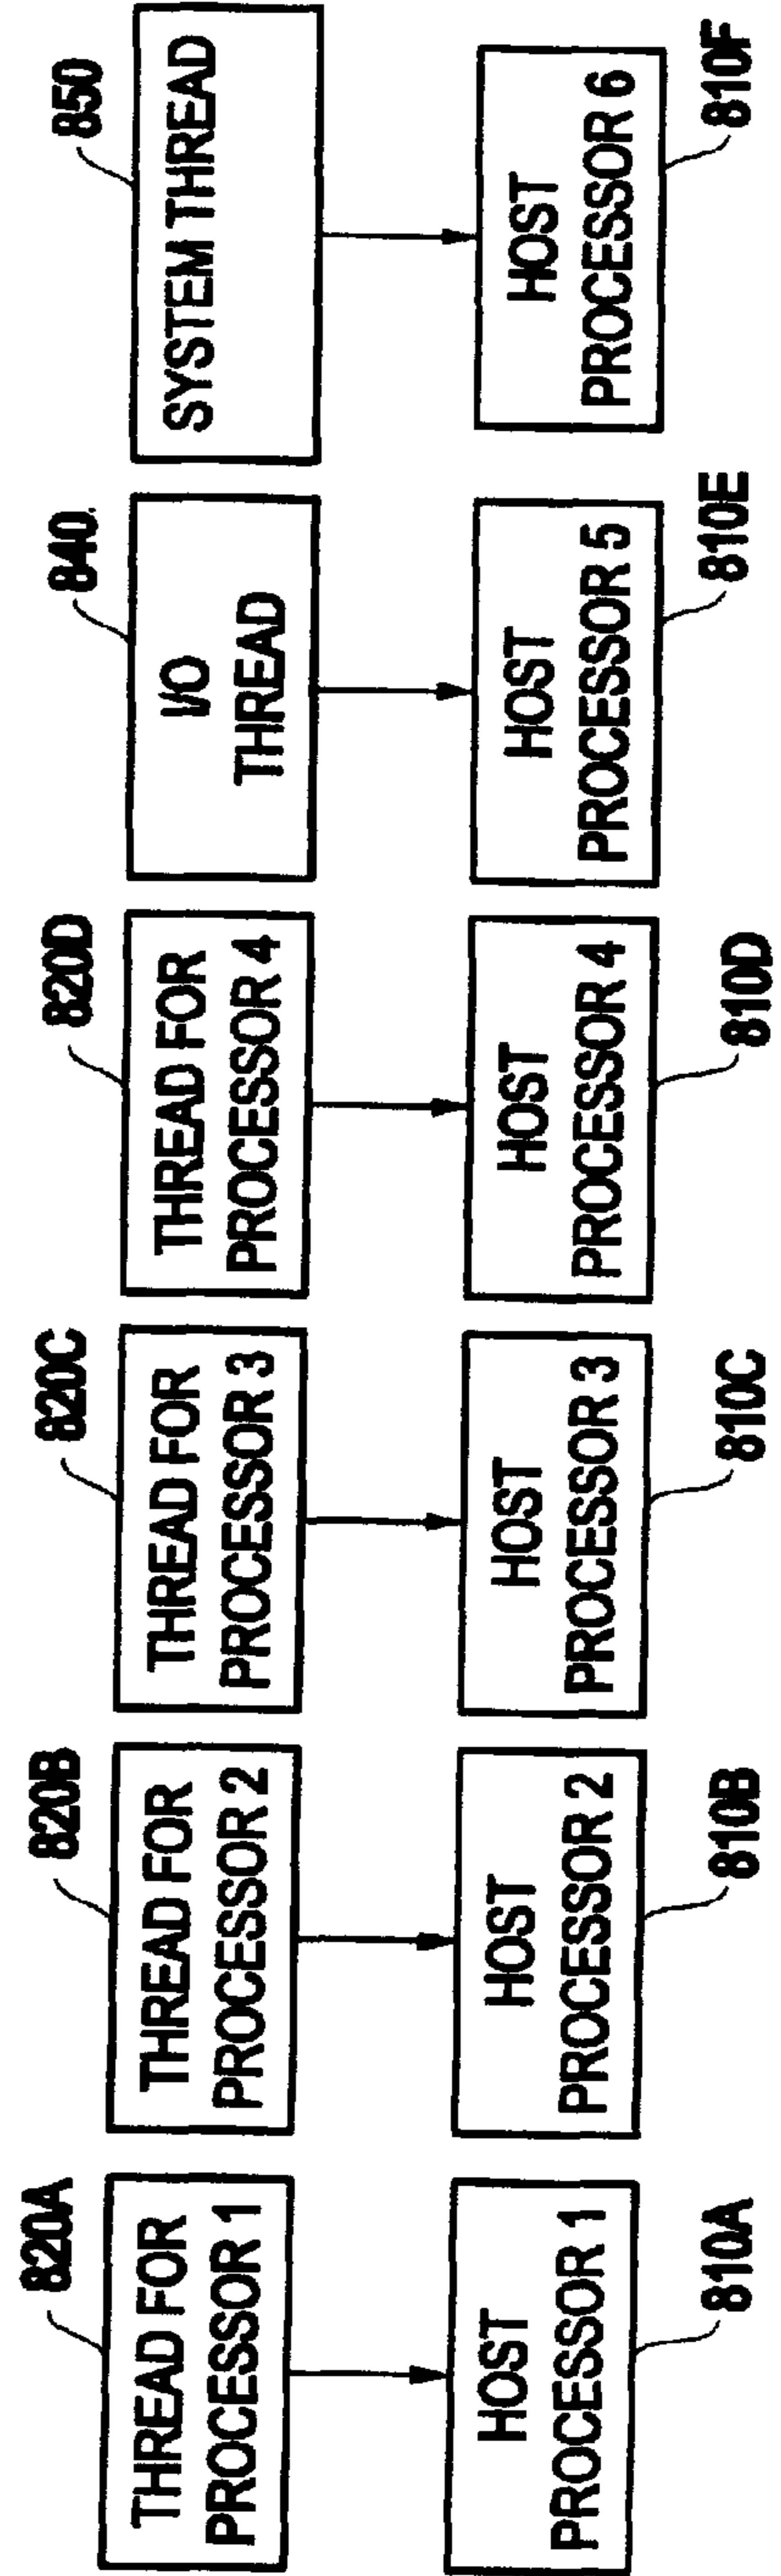 820A
820B
820C
820D
840
850
THREAD FOR
PROCESSOR 1
THREAD FOR
PROCESSOR 2
THREAD FOR
PROCESSOR 3
THREAD FOR
PROCESSOR 4
I/O
THREAD
SYSTEM THREAD
HOST
PROCESSOR 1
HOST
PROCESSOR 2
HOST
PROCESSOR 3
HOST
PROCESSOR 4
HOST
PROCESSOR 5
HOST
PROCESSOR 6
810A
810B
810C
810D
810E
810F